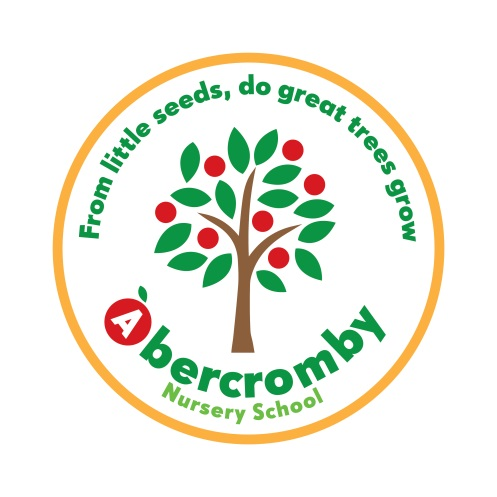 From little seeds, do great trees grow
Abercromby
Nursery School